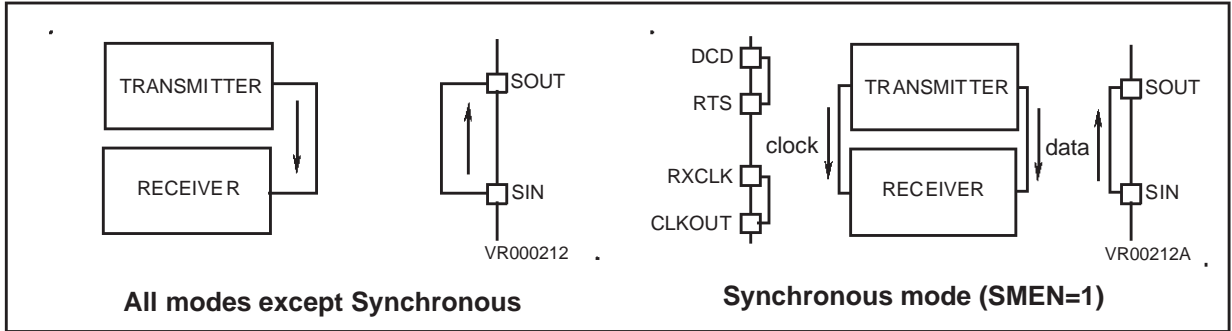 TRANSMITTER
RECEIVER
SOUT
SIN
VR000212
All modes except Synchronous
DCD
RTS
RXCLK
CLKOUT
clock
TRANSMITTER
RECEIVER
data
SOUT
SIN
VR00212A
Synchronous mode (SMEN=1)